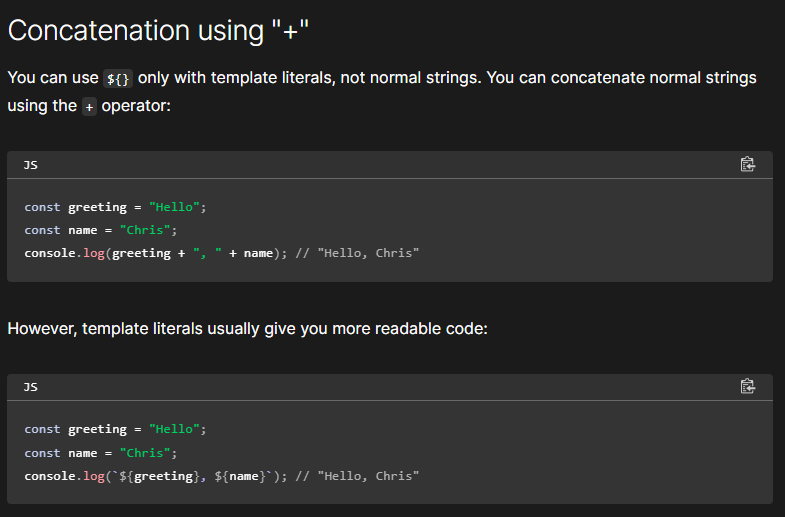 Concatenation using "+"
You can use ${} only with template literals, not normal strings. You can concatenate normal strings
using the + operator:
JS
const greeting = "Hello";
const name = "Chris";
console.log(greeting + ", " + name); // "Hello, Chris"
However, template literals usually give you more readable code:
JS
const greeting = "Hello";
const name = "Chris";
console.log(`${greeting}, ${name}`); // "Hello, Chris"